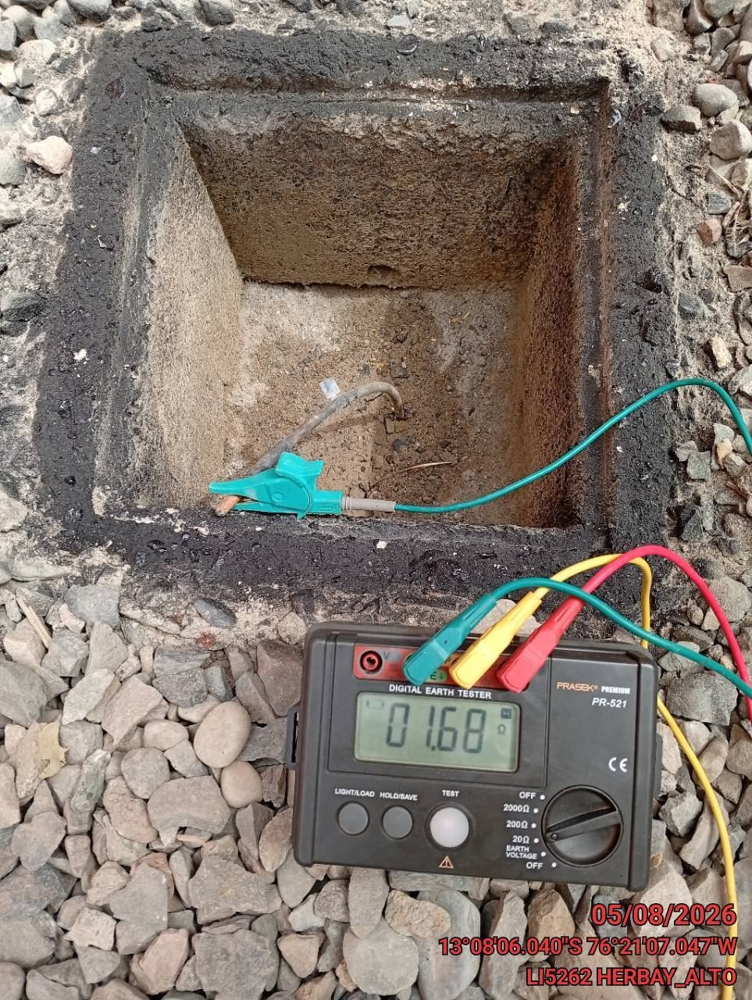 V
E
DIGITAL EARTH TESTER
PRASEK® PREMIUM
PR-521
01.68
H
Ω
CE
LIGHT/LOAD HOLD/SAVE TEST
OFF
2000Ω
200Ω
20Ω
EARTH
VOLTAGE
OFF
05/08/2026
13°08'06.040"S 76°21'07.047"W
LI5262 HERBAY_ALTO